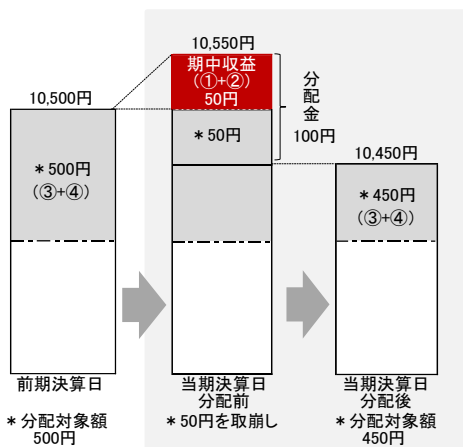 10,550円
期中収益
(①+②)
50円
分配金
100円
10,500円
＊50円
10,450円
＊500円
(③+④)
＊450円
(③+④)
前期決算日
当期決算日
分配前
当期決算日
分配後
＊分配対象額
500円
＊50円を取崩し
＊分配対象額
450円